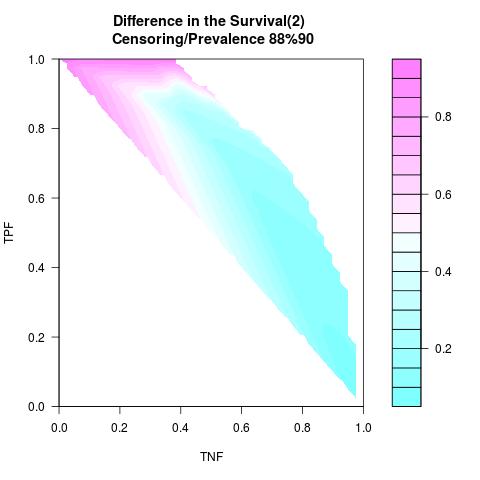 Difference in the Survival(2)
Censoring/Prevalence 88%90
1.0
0.8
0.6
0.4
0.2
0.0
TPF
0.0 0.2 0.4 0.6 0.8 1.0
TNF
0.8
0.6
0.4
0.2